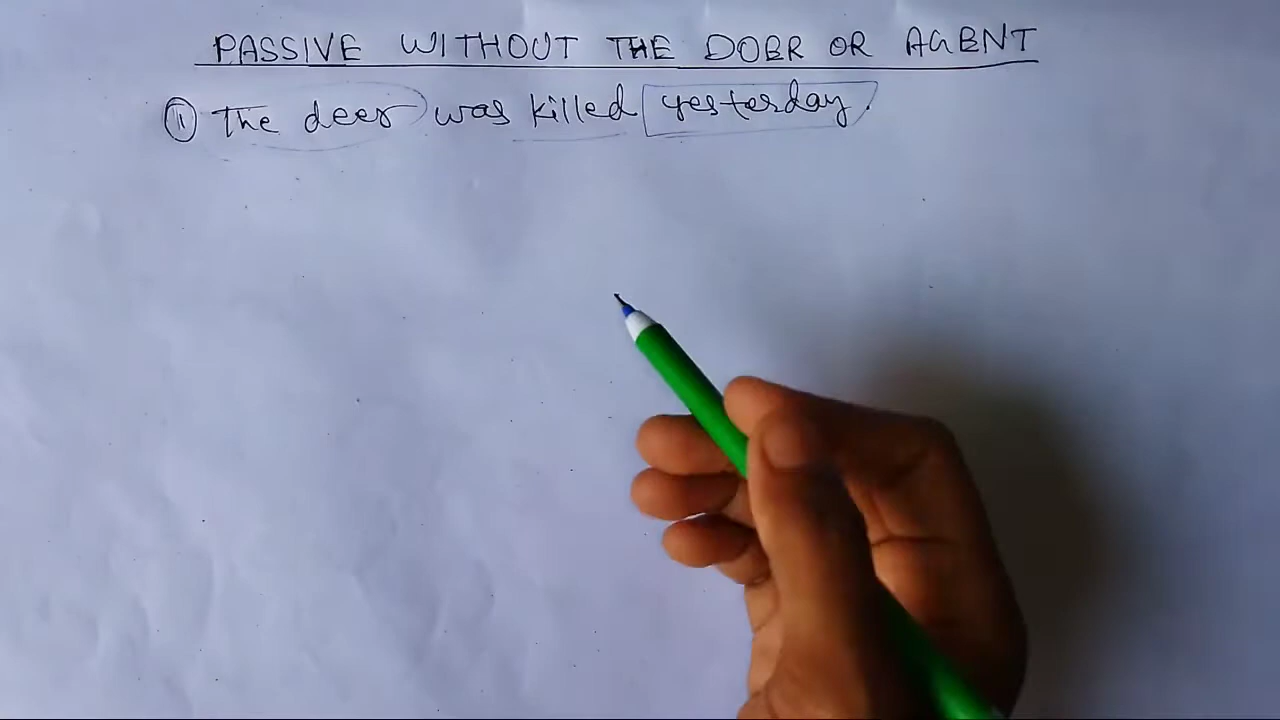 PASSIVE WITHOUT THE DOER OR AGENT
① The deer was killed yesterday.